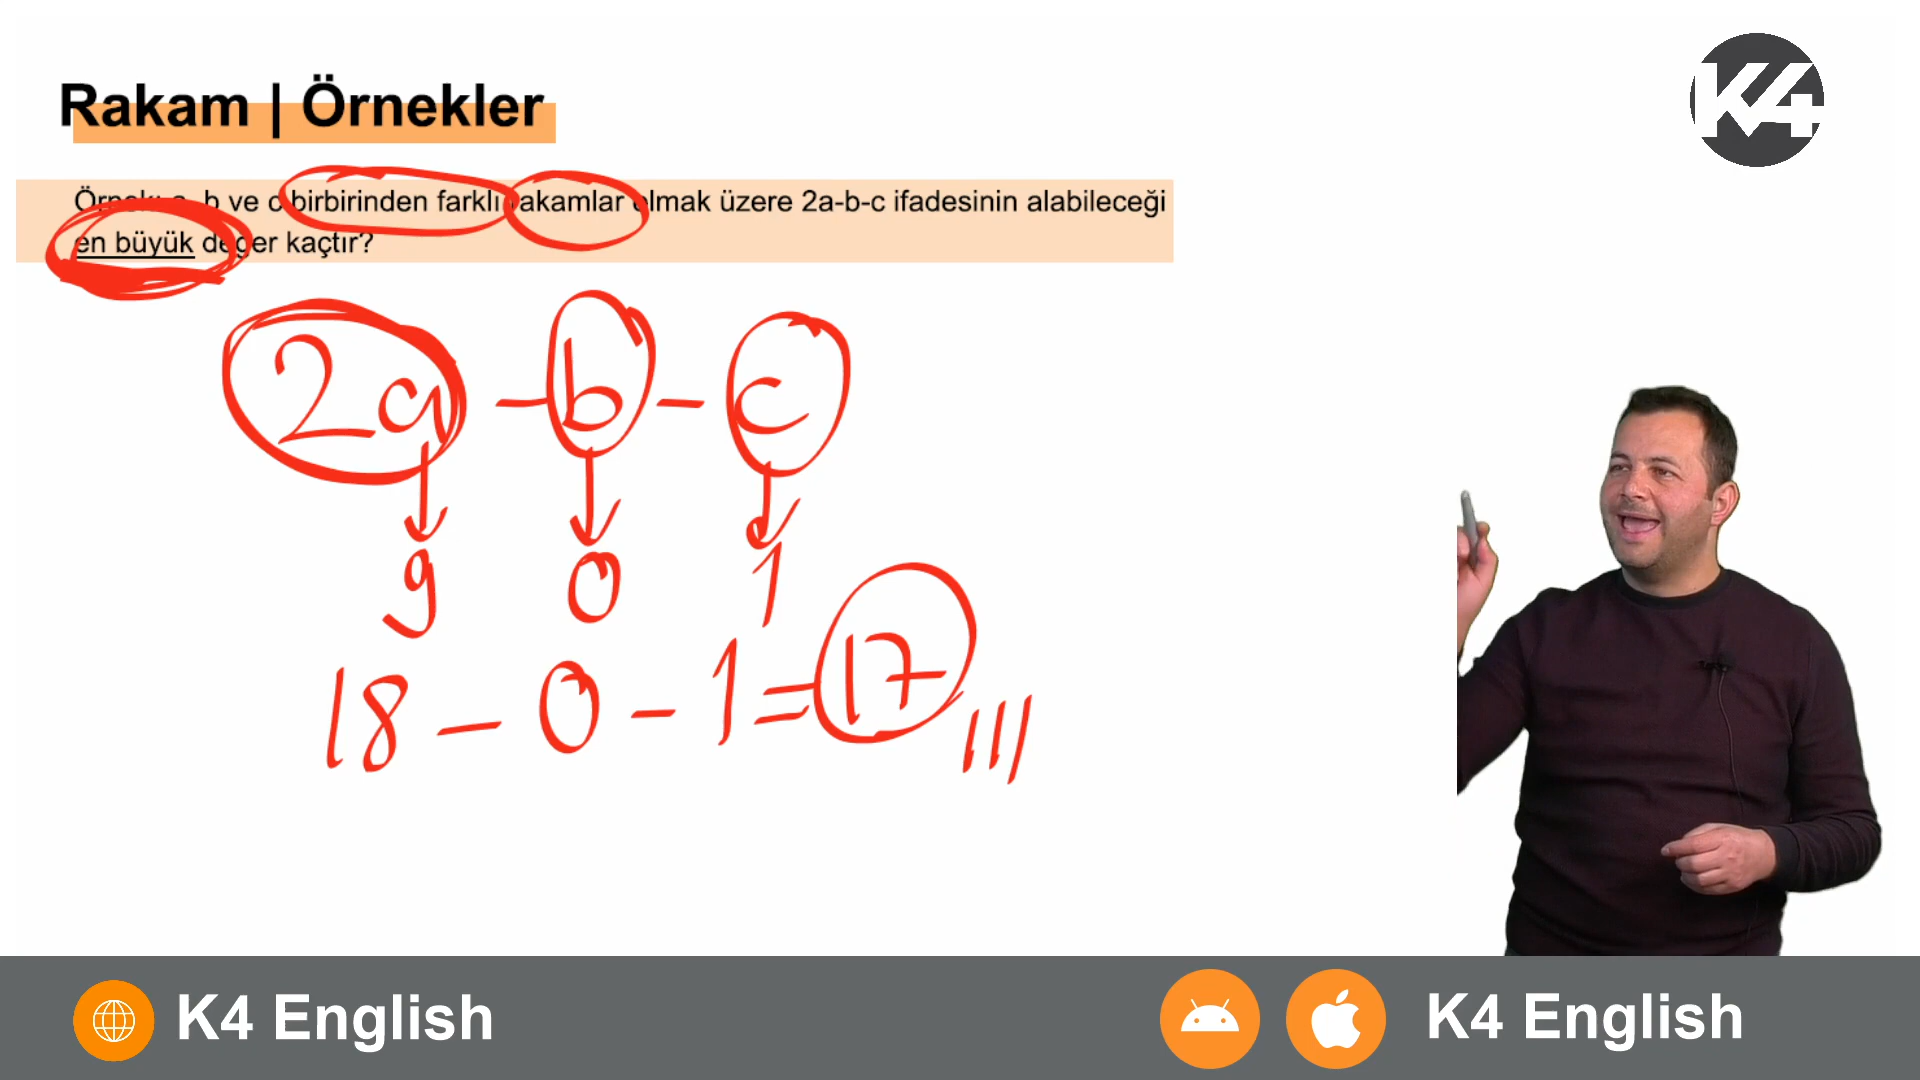 K4
Rakam | Örnekler
b ve c birbirinden farklı rakamlar olmak üzere 2a-b-c ifadesinin alabileceği
en büyük değer kaçtır?
2a - b - c
9 0 1
18 - 0 - 1 = 17
K4 English
K4 English